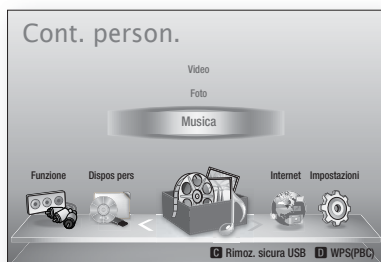 Cont. person.
Video
Foto
Musica
Funzione Dispos pers Internet Impostazioni
C Rimoz. sicura USB D WPS(PBC)